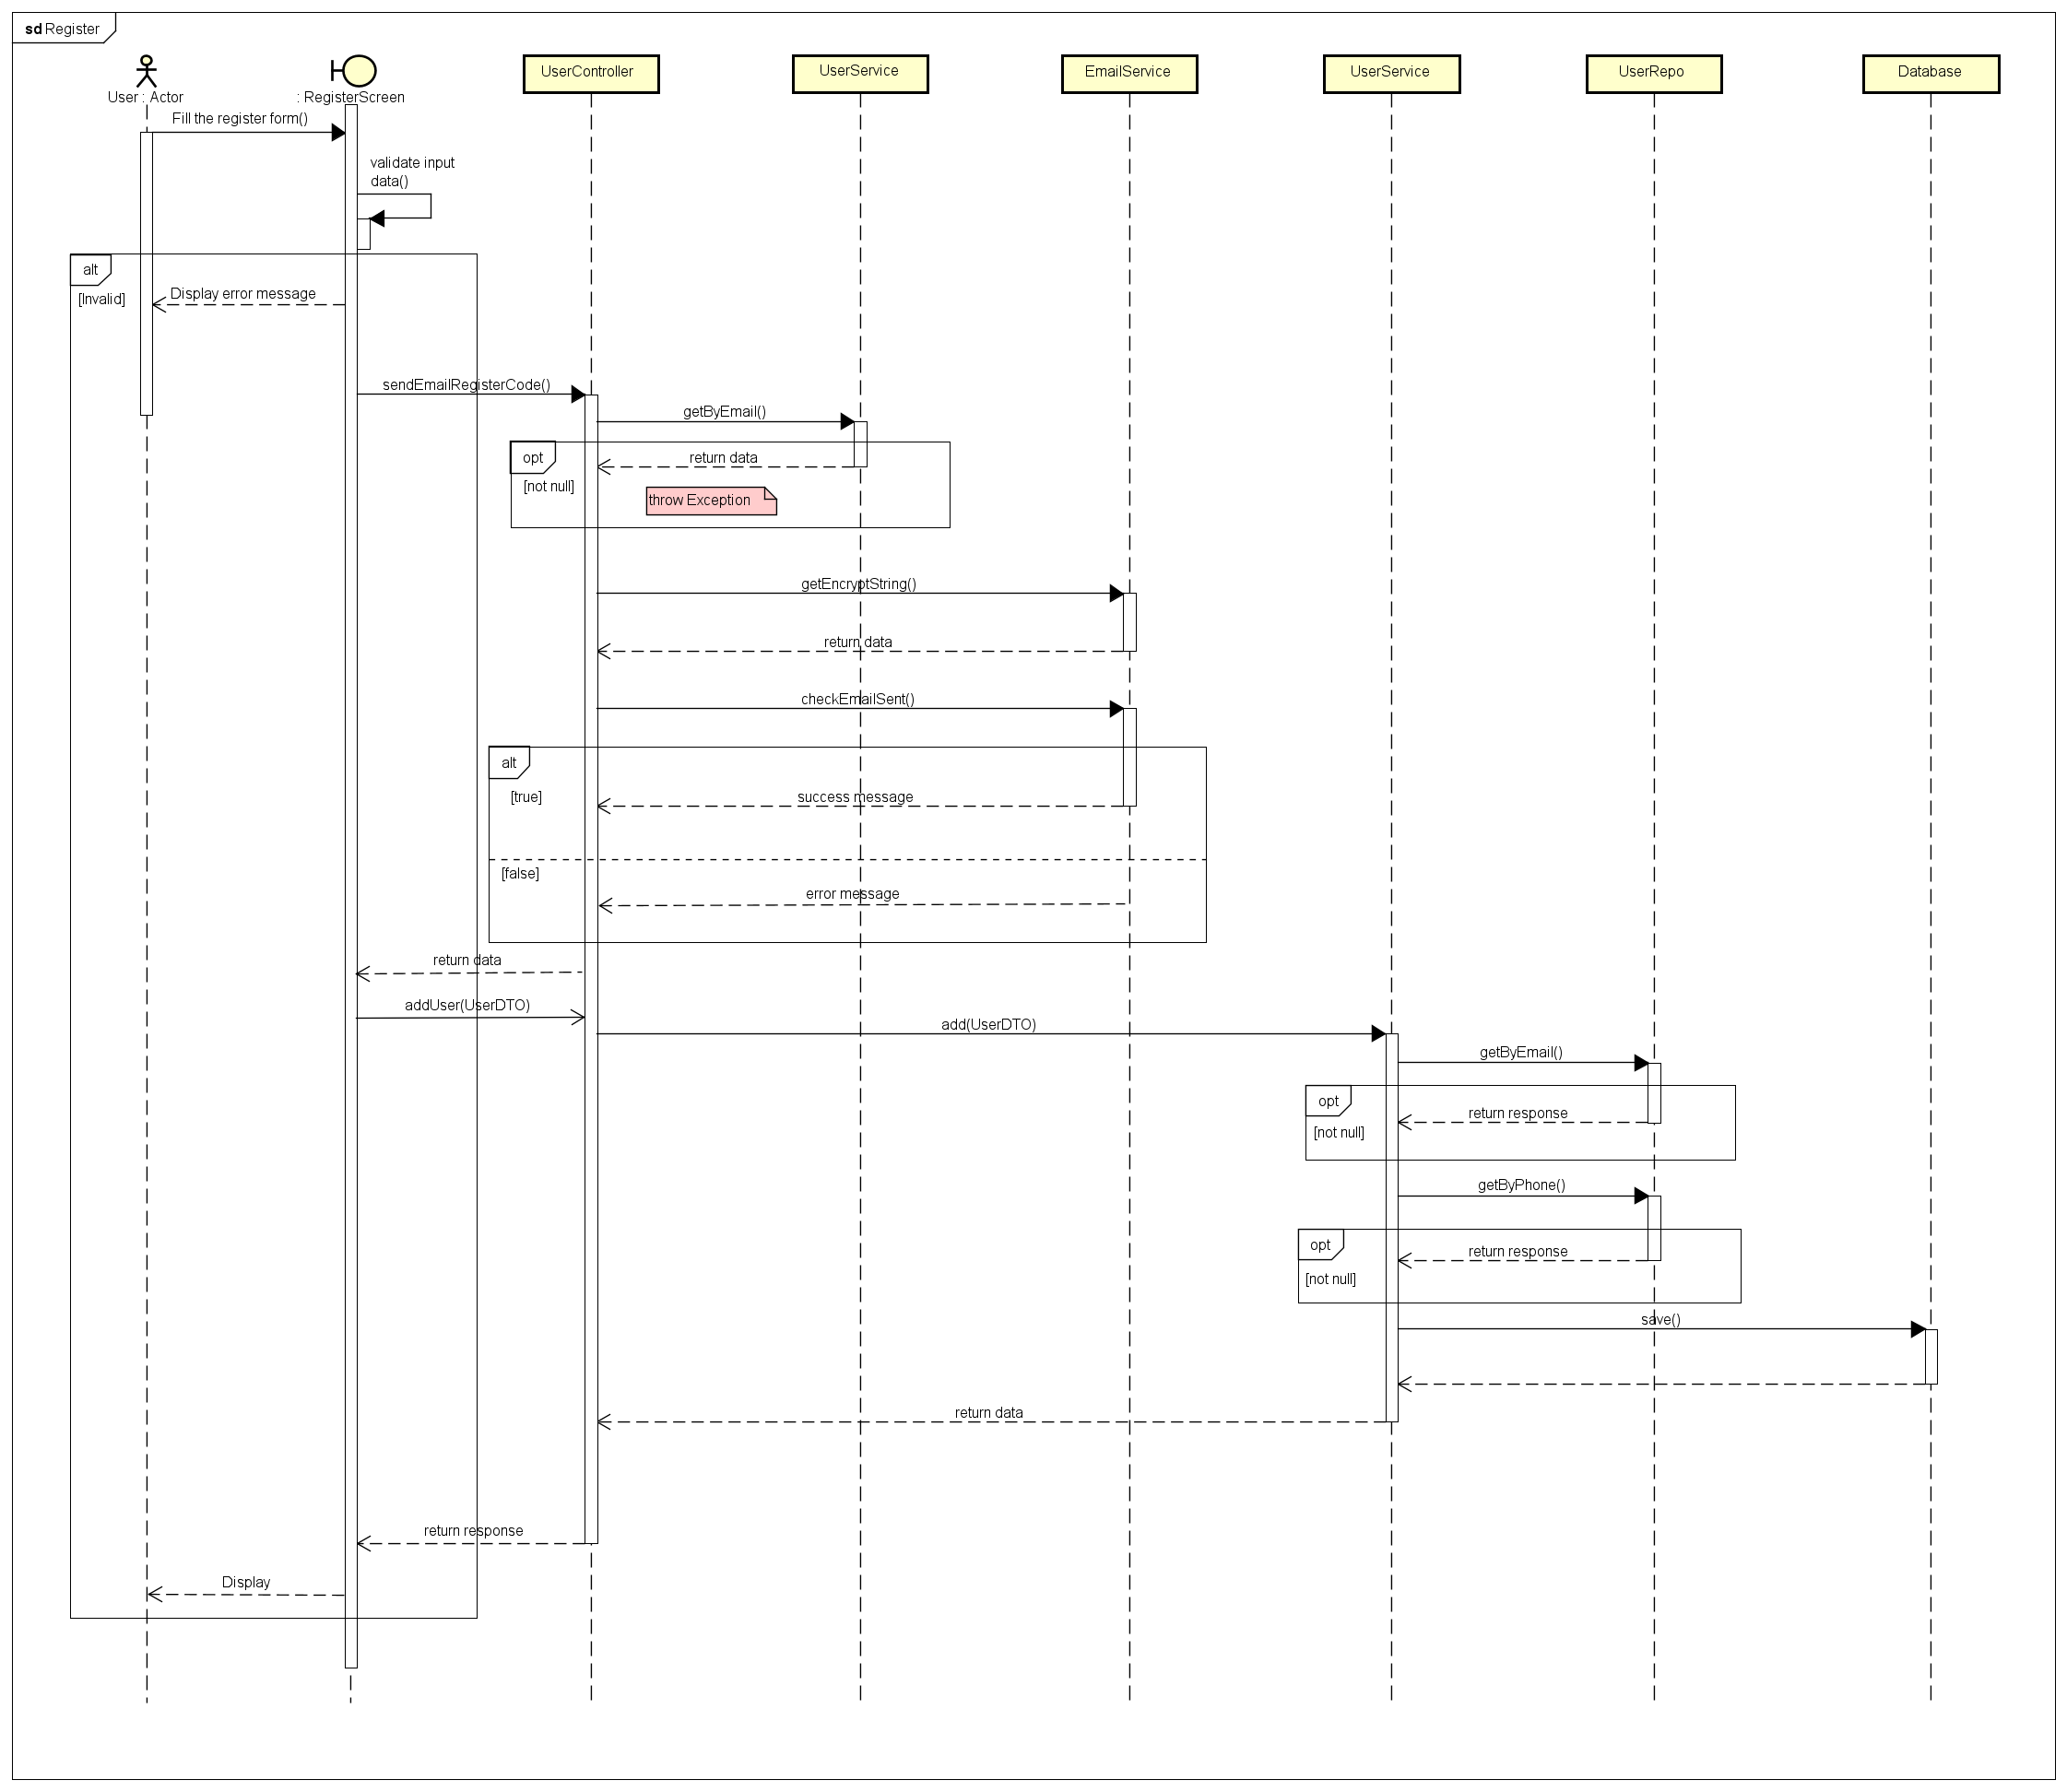 sd Register
User : Actor
: RegisterScreen
UserController
UserService
EmailService
UserService
UserRepo
Database
Fill the register form()
validate input
data()
alt
[Invalid]
Display error message
sendEmailRegisterCode()
getByEmail()
opt
return data
[not null]
throw Exception
getEncryptString()
return data
checkEmailSent()
alt
[true]
success message
[false]
error message
return data
addUser(UserDTO)
add(UserDTO)
getByEmail()
opt
return response
[not null]
getByPhone()
opt
return response
[not null]
save()
return data
return response
Display